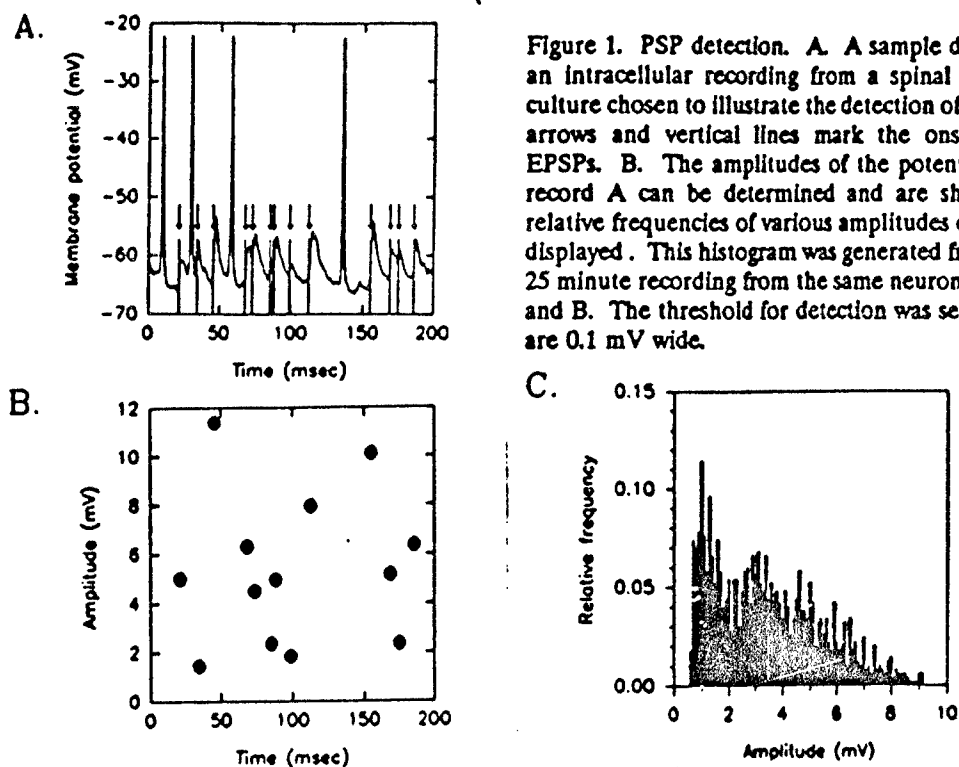 A.
-20
-30
-40
-50
-60
-70
Membrane potential (mV)
0 50 100 150 200
Time (msec)
Figure 1. PSP detection. A. A sample d
an intracellular recording from a spinal
culture chosen to illustrate the detection of
arrows and vertical lines mark the ons
EPSPs. B. The amplitudes of the poten
record A can be determined and are sh
relative frequencies of various amplitudes
displayed. This histogram was generated fr
25 minute recording from the same neuron
and B. The threshold for detection was se
are 0.1 mV wide.
B.
12
10
8
6
4
2
0
Amplitude (mV)
0 50 100 150 200
Time (msec)
C.
0.15
0.10
0.05
0.00
Relative frequency
0 2 4 6 8 10
Amplitude (mV)